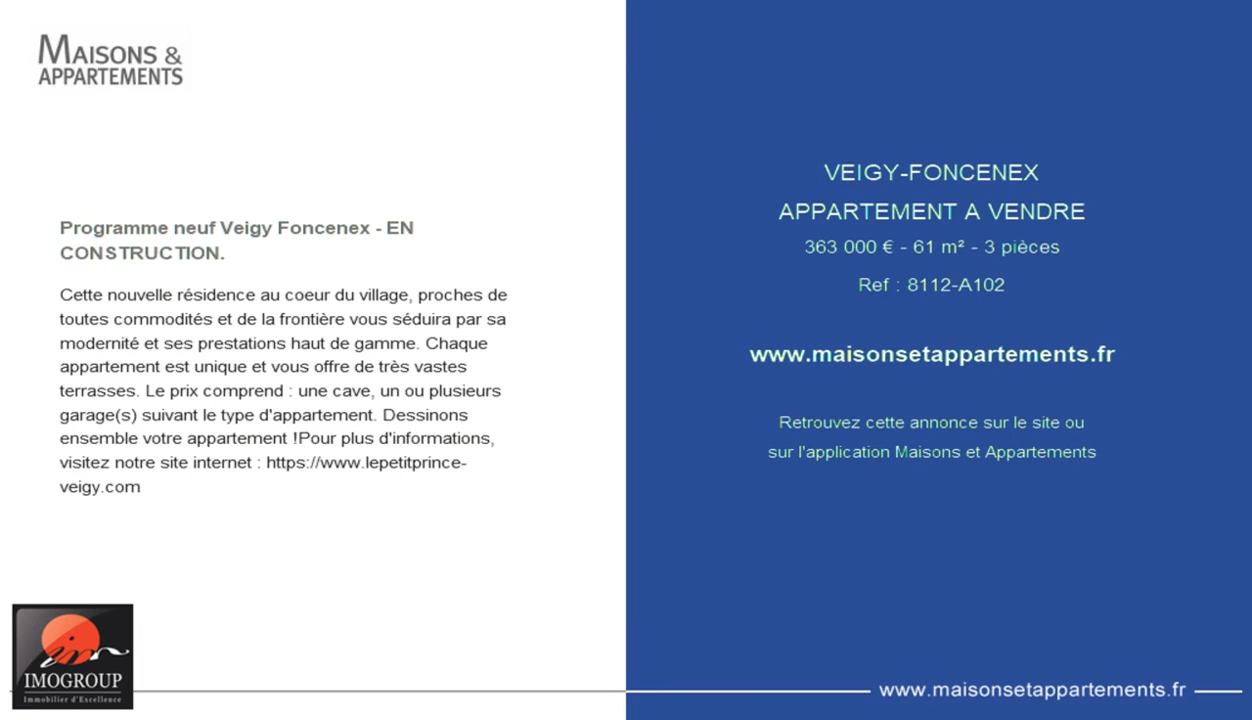 MAISONS &
APPARTEMENTS
Programme neuf Veigy Foncenex - EN
CONSTRUCTION.
Cette nouvelle résidence au coeur du village, proches de
toutes commodités et de la frontière vous séduira par sa
modernité et ses prestations haut de gamme. Chaque
appartement est unique et vous offre de très vastes
terrasses. Le prix comprend : une cave, un ou plusieurs
garage(s) suivant le type d'appartement. Dessinons
ensemble votre appartement !Pour plus d'informations,
visitez notre site internet : https://www.lepetitprince-
veigy.com
im
IMOGROUP
Immobilier d'Excellence
VEIGY-FONCENEX
APPARTEMENT A VENDRE
363 000 € - 61 m² - 3 pièces
Ref : 8112-A102
www.maisonsetappartements.fr
Retrouvez cette annonce sur le site ou
sur l'application Maisons et Appartements
www.maisonsetappartements.fr